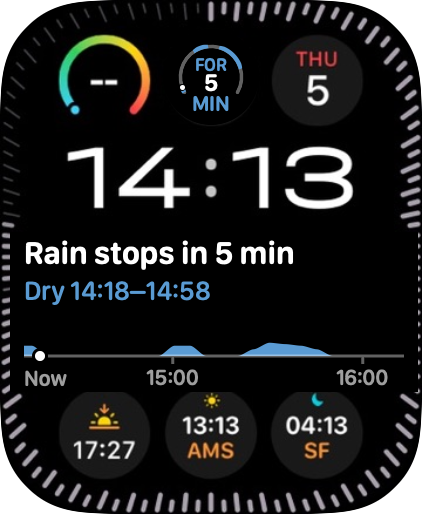 --
FOR
5
MIN
THU
5
14:13
Rain stops in 5 min
Dry 14:18–14:58
Now 15:00 16:00
17:27
13:13
AMS
04:13
SF